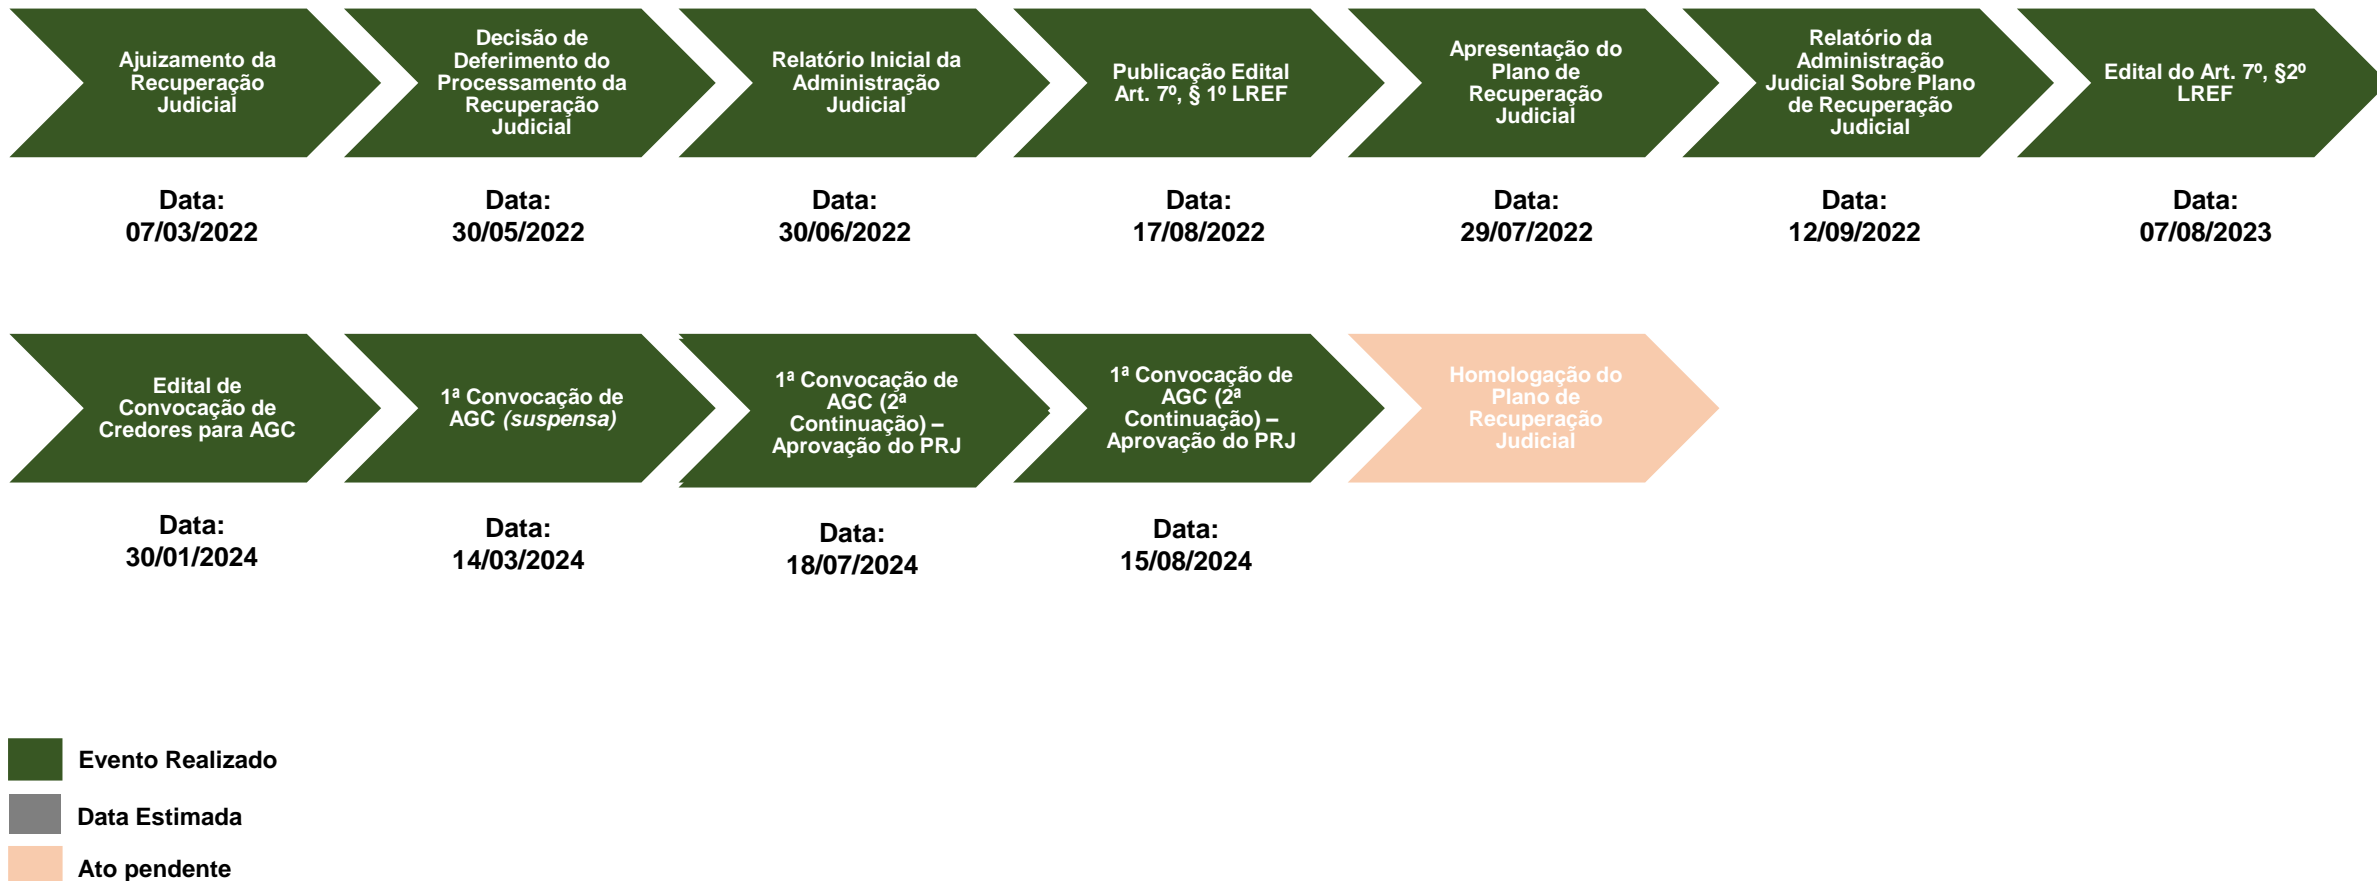 Ajuizamento da
Recuperação
Judicial
Decisão de
Deferimento do
Processamento da
Recuperação
Judicial
Relatório Inicial da
Administração
Judicial
Publicação Edital
Art. 7º, § 1º LREF
Apresentação do
Plano de
Recuperação
Judicial
Relatório da
Administração
Judicial Sobre Plano
de Recuperação
Judicial
Edital do Art. 7º, §2º
LREF
Data:
07/03/2022
Data:
30/05/2022
Data:
30/06/2022
Data:
17/08/2022
Data:
29/07/2022
Data:
12/09/2022
Data:
07/08/2023
Edital de
Convocação de
Credores para AGC
1ª Convocação de
AGC (suspensa)
1ª Convocação de
AGC (2ª
Continuação) –
Aprovação do PRJ
1ª Convocação de
AGC (2ª
Continuação) –
Aprovação do PRJ
Homologação do
Plano de
Recuperação
Judicial
Data:
30/01/2024
Data:
14/03/2024
Data:
18/07/2024
Data:
15/08/2024
Evento Realizado
Data Estimada
Ato pendente